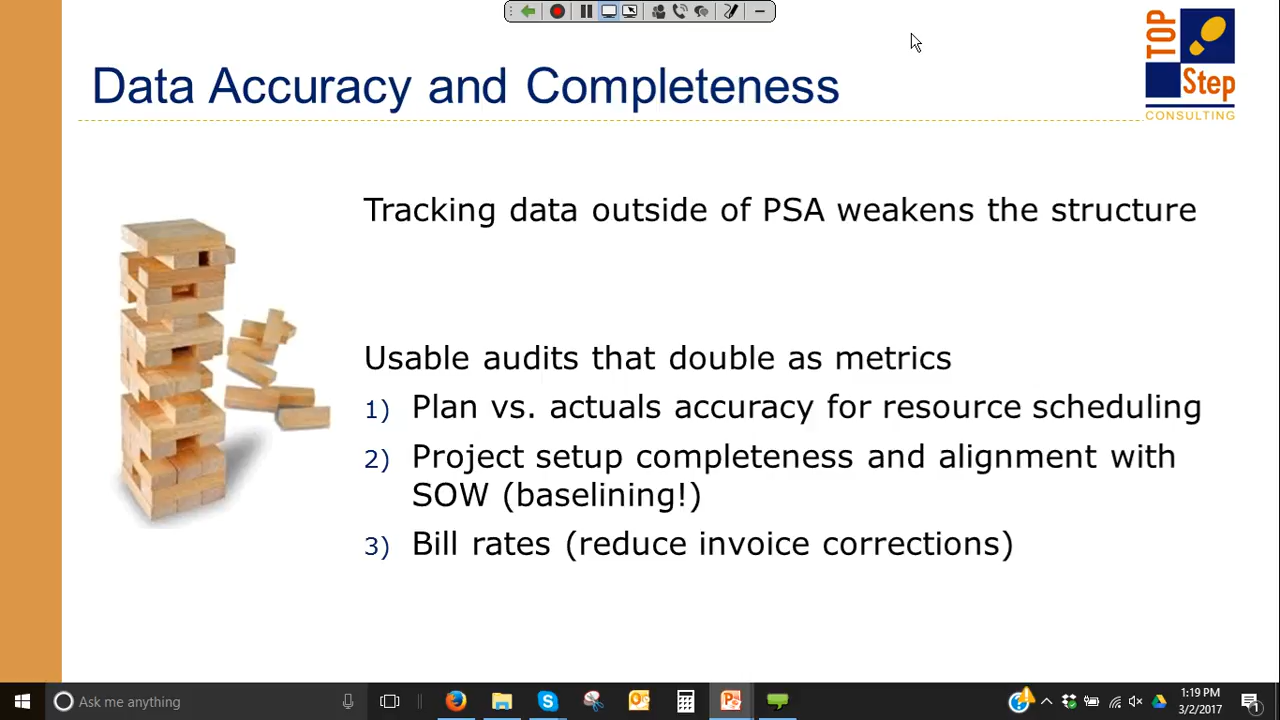 TOP
Step
CONSULTING
Data Accuracy and Completeness
Tracking data outside of PSA weakens the structure
Usable audits that double as metrics
1) Plan vs. actuals accuracy for resource scheduling
2) Project setup completeness and alignment with
SOW (baselining!)
3) Bill rates (reduce invoice corrections)
Ask me anything
1:19 PM
3/2/2017
1